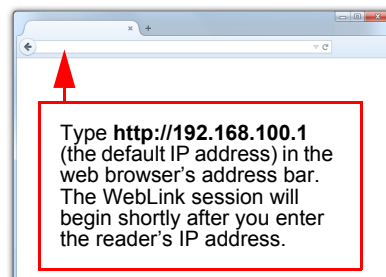 Type http://192.168.100.1
(the default IP address) in the
web browser's address bar.
The WebLink session will
begin shortly after you enter
the reader's IP address.